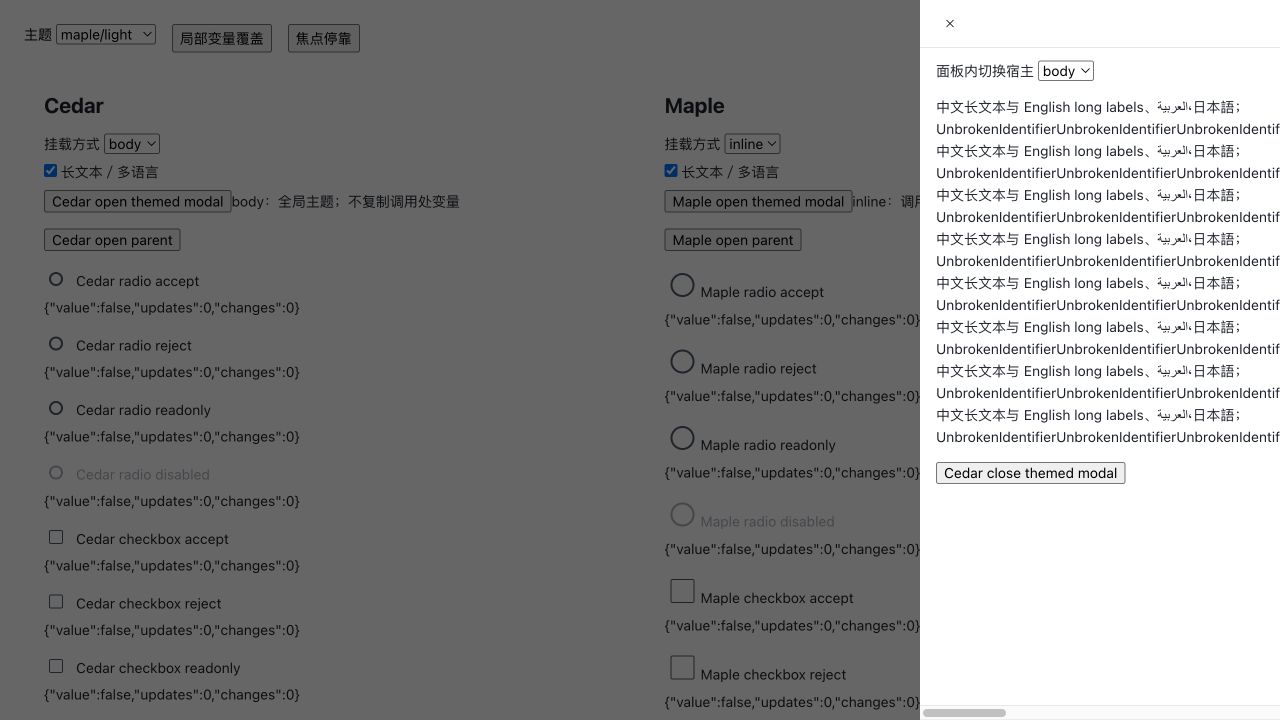 主题 maple/light 局部变量覆盖 焦点停靠
Cedar
挂载方式 body
长文本 / 多语言
Cedar open themed modal body：全局主题；不复制调用处变量
Cedar open parent
Cedar radio accept
{"value":false,"updates":0,"changes":0}
Cedar radio reject
{"value":false,"updates":0,"changes":0}
Cedar radio readonly
{"value":false,"updates":0,"changes":0}
Cedar radio disabled
{"value":false,"updates":0,"changes":0}
Cedar checkbox accept
{"value":false,"updates":0,"changes":0}
Cedar checkbox reject
{"value":false,"updates":0,"changes":0}
Cedar checkbox readonly
{"value":false,"updates":0,"changes":0}
Maple
挂载方式 inline
长文本 / 多语言
Maple open themed modal inline：调用
Maple open parent
Maple radio accept
{"value":false,"updates":0,"changes":0}
Maple radio reject
{"value":false,"updates":0,"changes":0}
Maple radio readonly
{"value":false,"updates":0,"changes":0}
Maple radio disabled
{"value":false,"updates":0,"changes":0}
Maple checkbox accept
{"value":false,"updates":0,"changes":0}
Maple checkbox reject
{"value":false,"updates":0,"changes":0}
×
面板内切换宿主 body
中文长文本与 English long labels、العربية،日本語；
UnbrokenIdentifierUnbrokenIdentifierUnbrokenIdentif
中文长文本与 English long labels、العربية،日本語；
UnbrokenIdentifierUnbrokenIdentifierUnbrokenIdentif
中文长文本与 English long labels、العربية،日本語；
UnbrokenIdentifierUnbrokenIdentifierUnbrokenIdentif
中文长文本与 English long labels、العربية،日本語；
UnbrokenIdentifierUnbrokenIdentifierUnbrokenIdentif
中文长文本与 English long labels、العربية،日本語；
UnbrokenIdentifierUnbrokenIdentifierUnbrokenIdentif
中文长文本与 English long labels、العربية،日本語；
UnbrokenIdentifierUnbrokenIdentifierUnbrokenIdentif
中文长文本与 English long labels、العربية،日本語；
UnbrokenIdentifierUnbrokenIdentifierUnbrokenIdentif
中文长文本与 English long labels、العربية،日本語；
UnbrokenIdentifierUnbrokenIdentifierUnbrokenIdentif
Cedar close themed modal